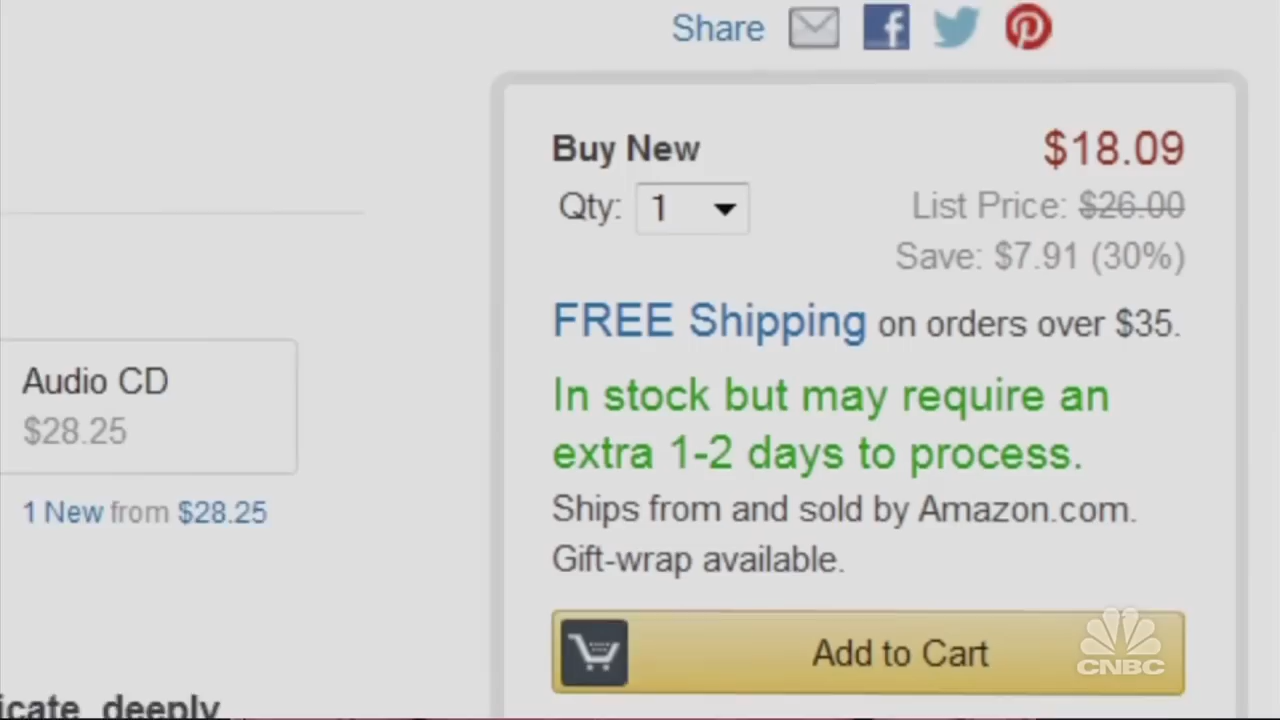 Share
Buy New
$18.09
Qty: 1
List Price: $26.00
Save: $7.91 (30%)
FREE Shipping on orders over $35.
In stock but may require an
extra 1-2 days to process.
Audio CD
$28.25
1 New from $28.25
Ships from and sold by Amazon.com.
Gift-wrap available.
Add to Cart
CNBC
deeply